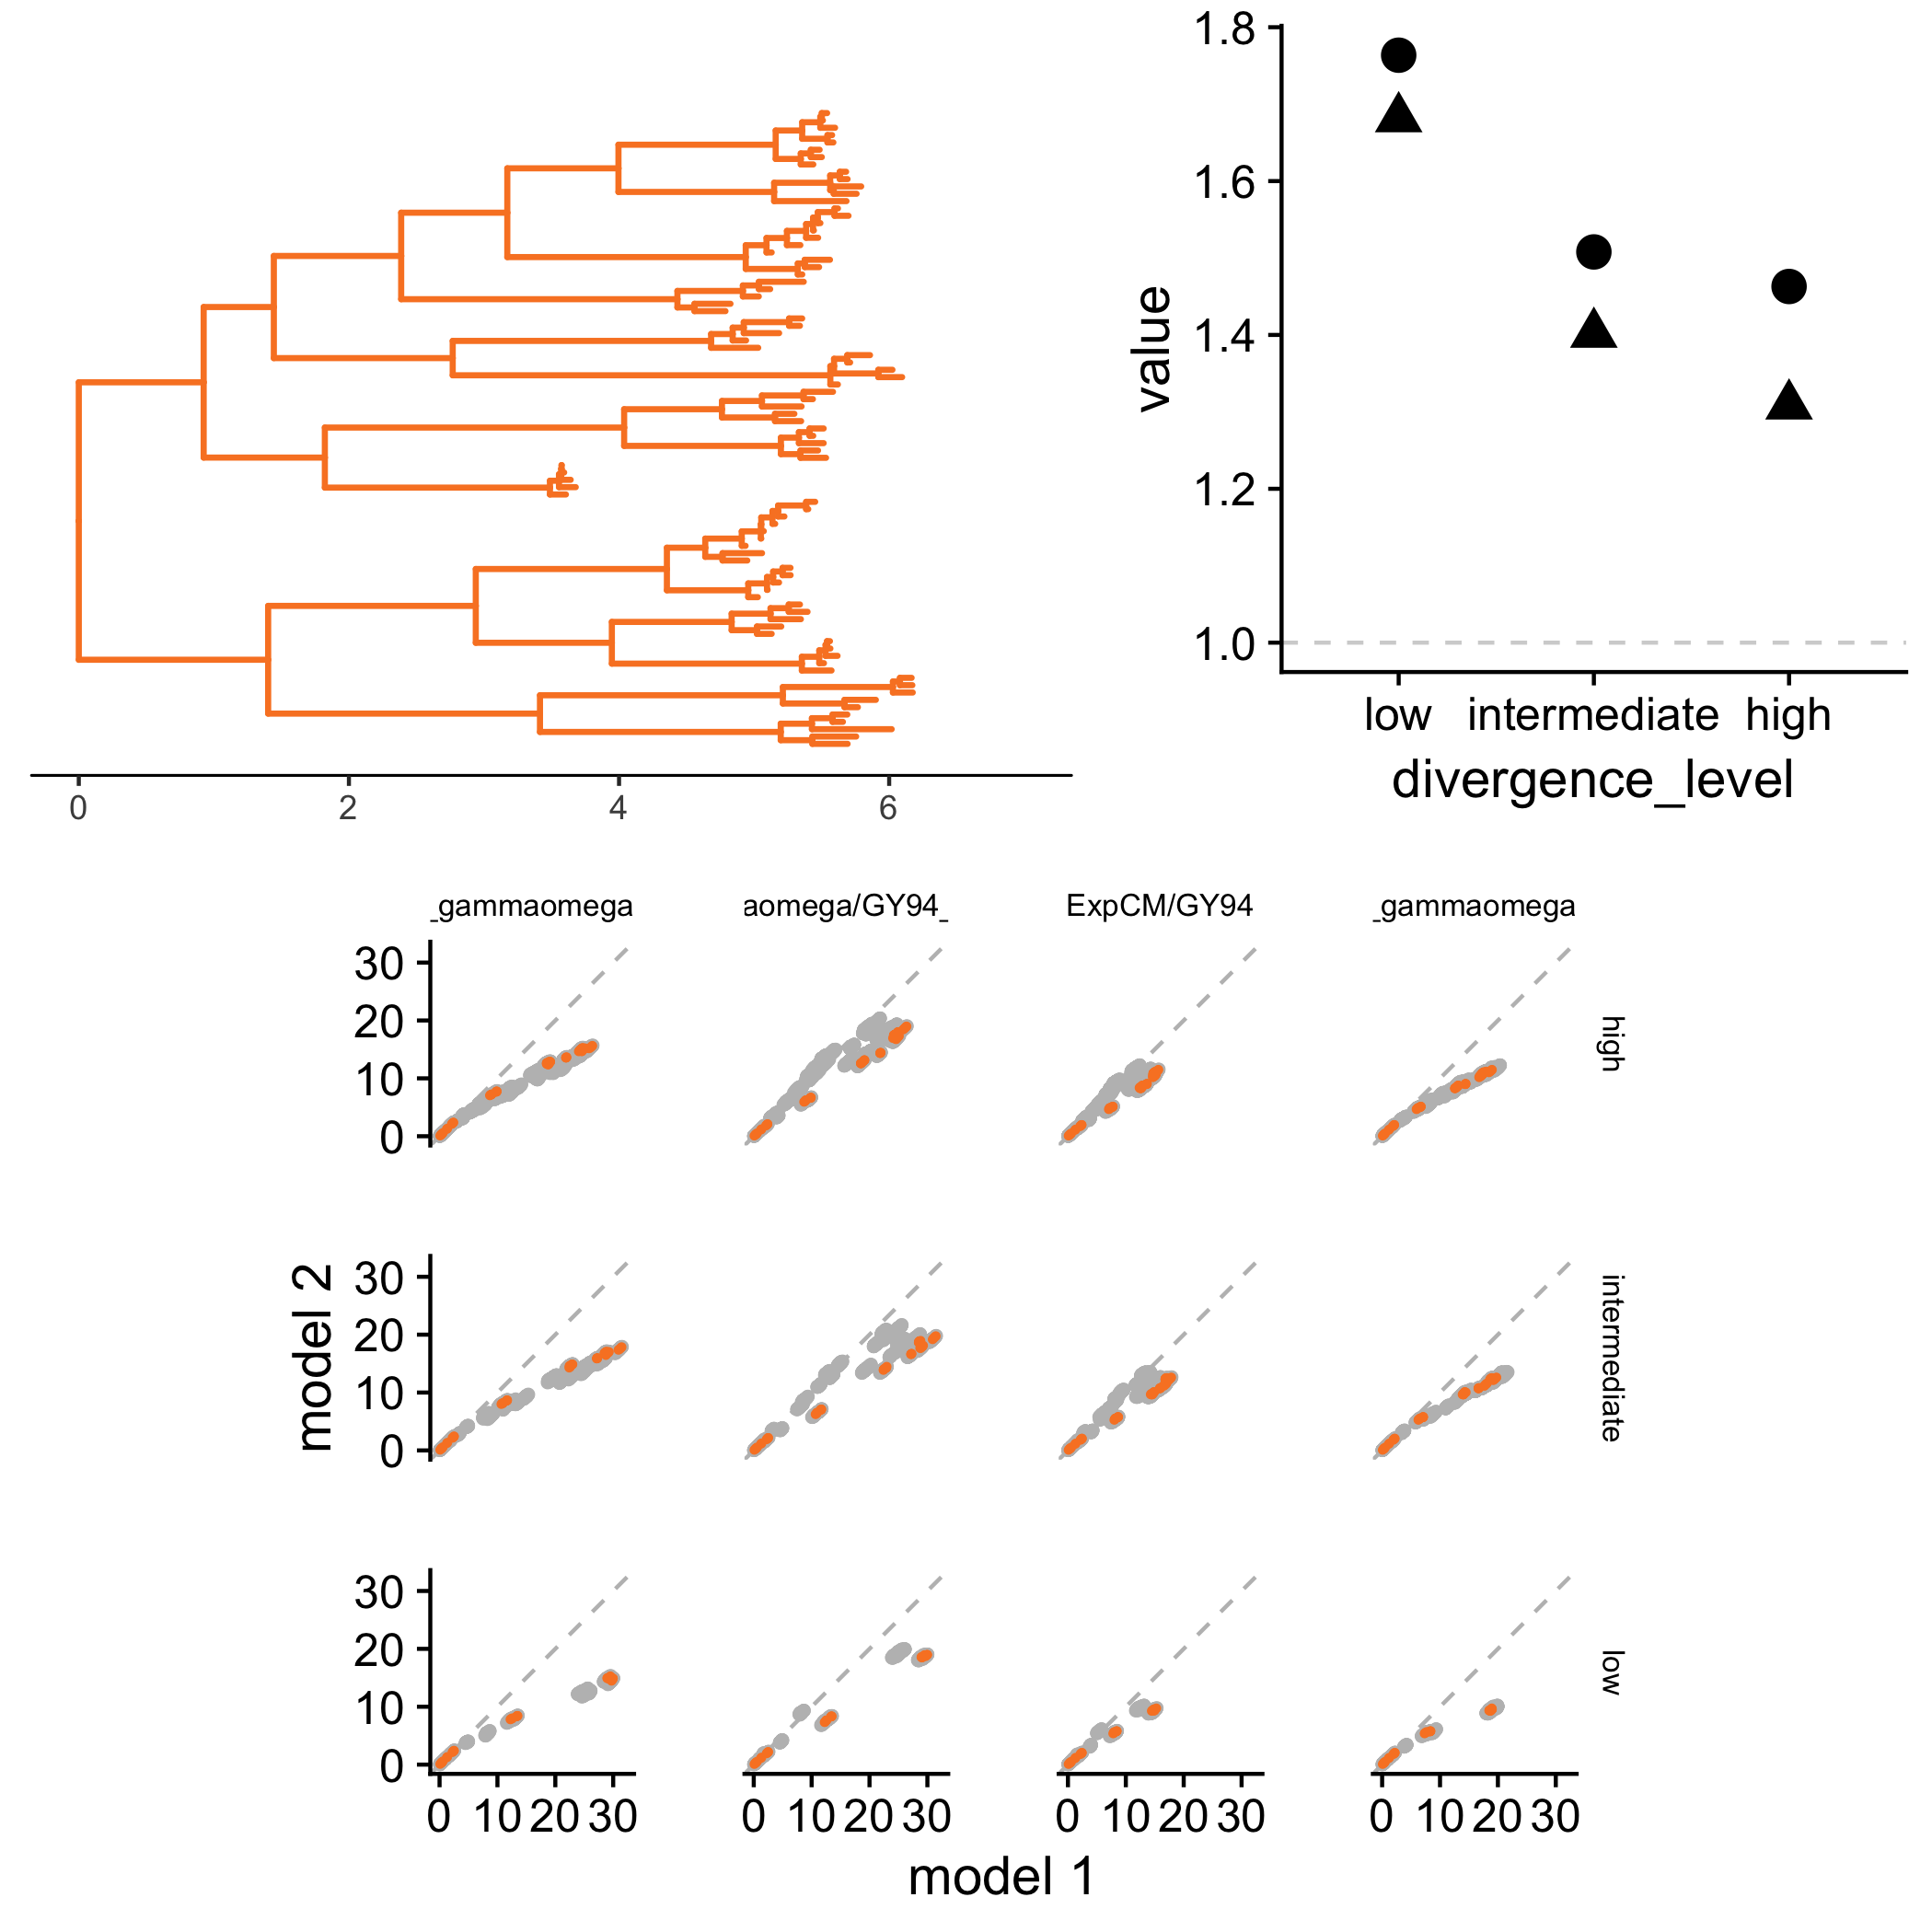 0 2 4 6
1.8
1.6
1.4
1.2
1.0
value
low intermediate high
divergence_level
_gammaomega aomega/GY94_ ExpCM/GY94 _gammaomega
30
20
10
0
high
30
20
10
0
intermediate
model 2
30
20
10
0
low
0 10 20 30 0 10 20 30 0 10 20 30 0 10 20 30
model 1